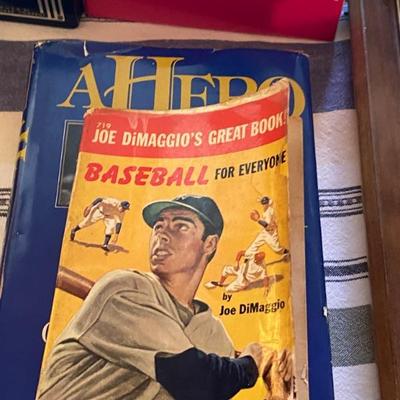 A HERO
719
JOE DiMAGGIO'S GREAT BOOK!
BASEBALL FOR EVERYONE
by
Joe DiMaggio